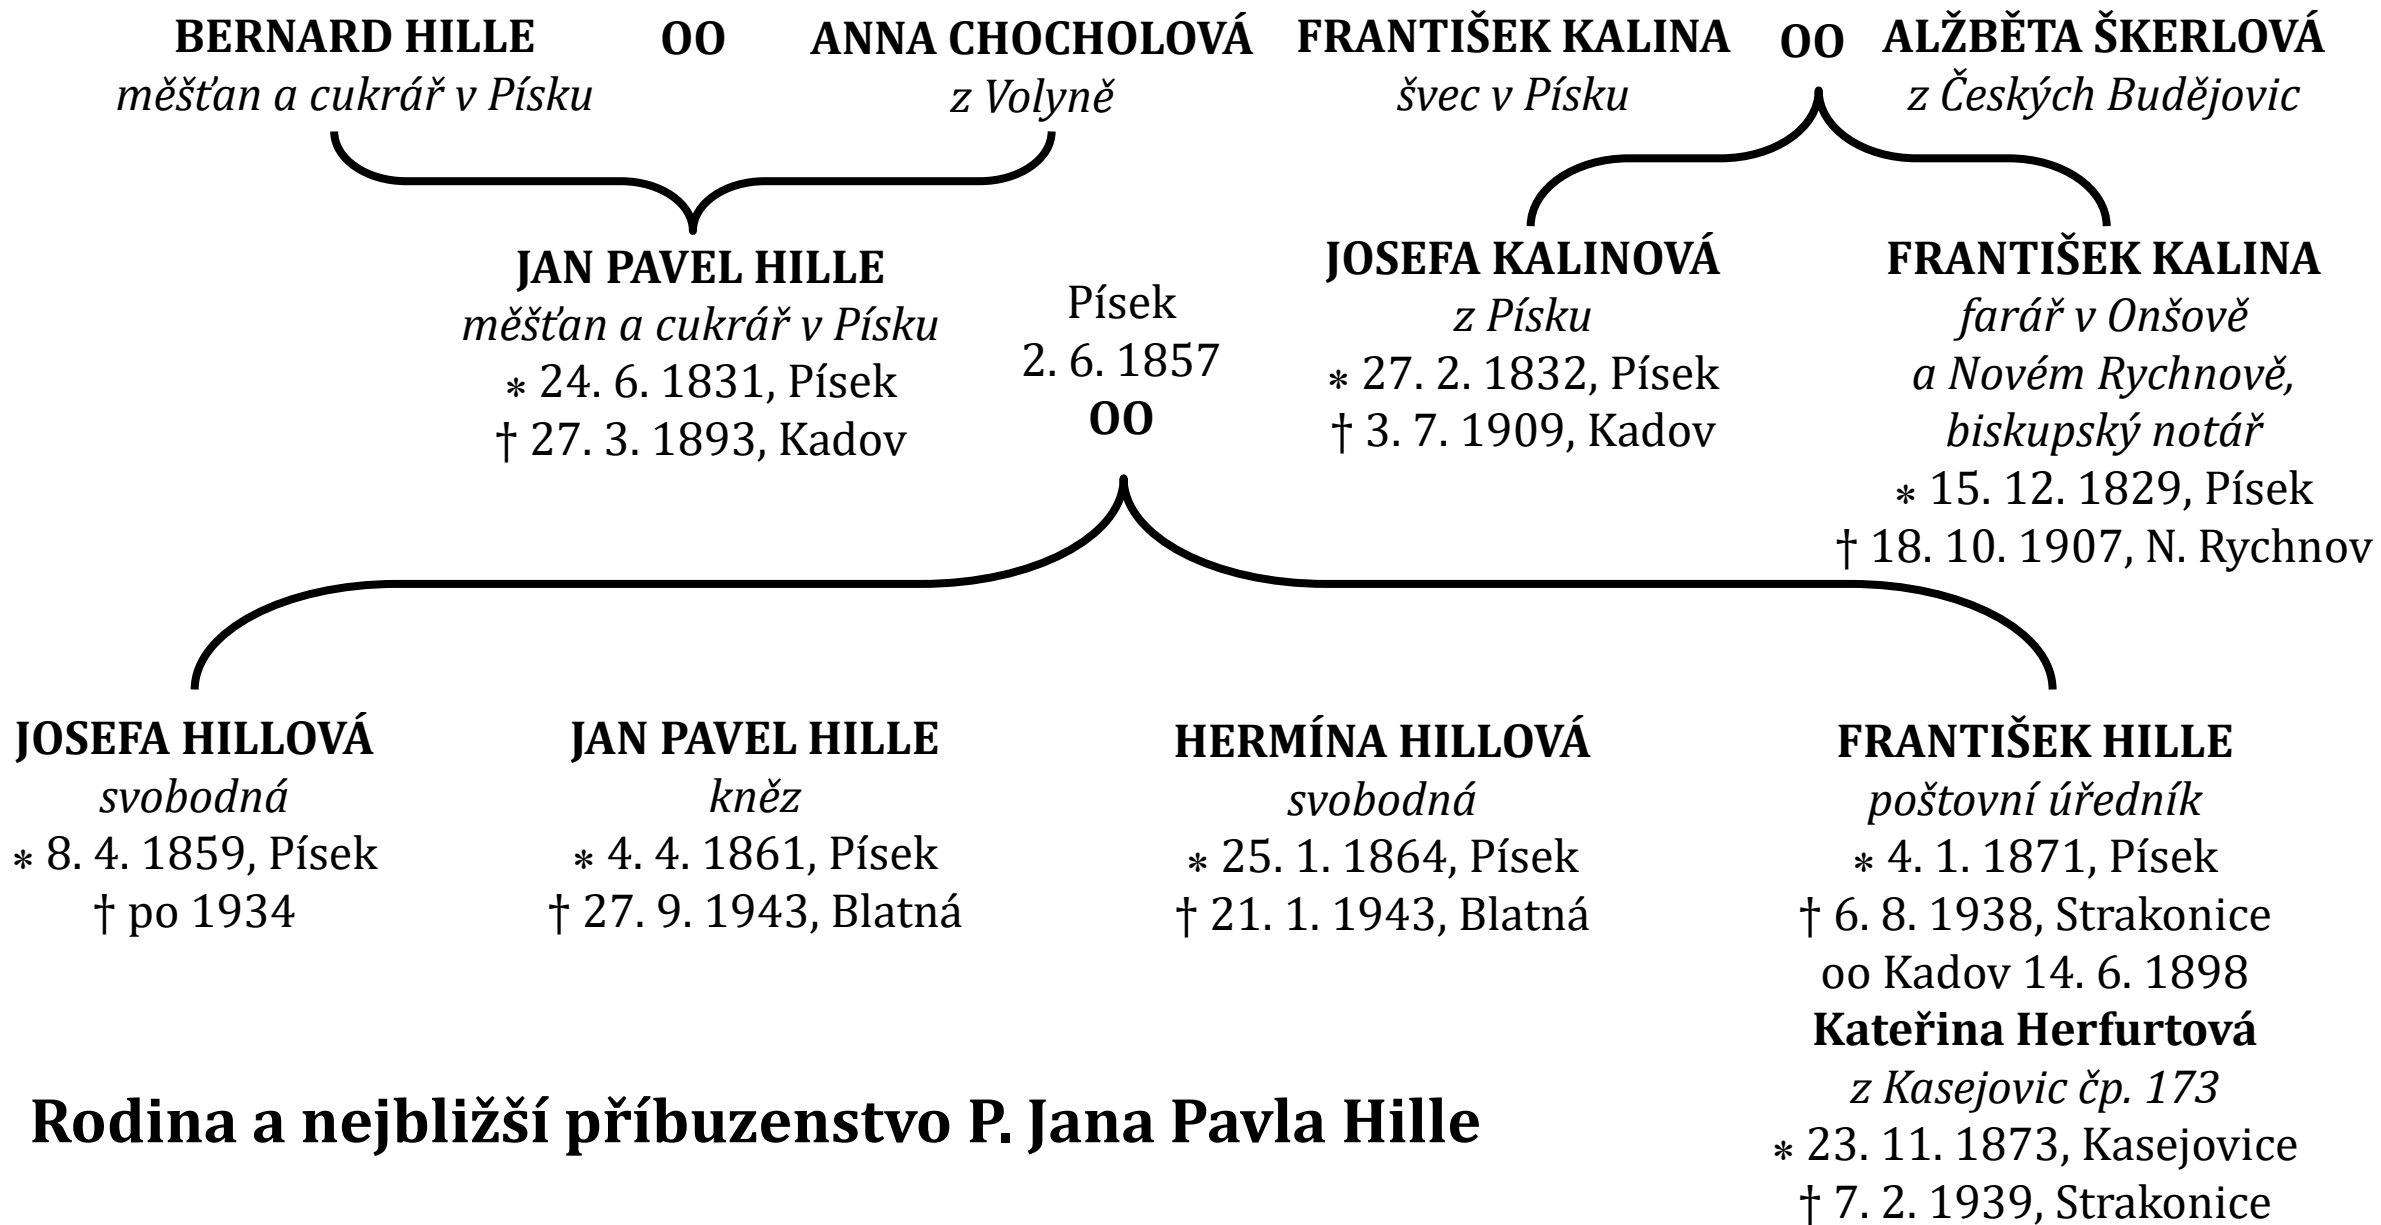 BERNARD HILLE
měšťan a cukrář v Písku
OO
ANNA CHOCHOLOVÁ
z Volyně
FRANTIŠEK KALINA
švec v Písku
OO
ALŽBĚTA ŠKERLOVÁ
z Českých Budějovic
JAN PAVEL HILLE
měšťan a cukrář v Písku
* 24. 6. 1831, Písek
† 27. 3. 1893, Kadov
Písek
2. 6. 1857
OO
JOSEFA KALINOVÁ
z Písku
* 27. 2. 1832, Písek
† 3. 7. 1909, Kadov
FRANTIŠEK KALINA
farář v Onšově
a Novém Rychnově,
biskupský notář
* 15. 12. 1829, Písek
† 18. 10. 1907, N. Rychnov
JOSEFA HILLOVÁ
svobodná
* 8. 4. 1859, Písek
† po 1934
JAN PAVEL HILLE
kněz
* 4. 4. 1861, Písek
† 27. 9. 1943, Blatná
HERMÍNA HILLOVÁ
svobodná
* 25. 1. 1864, Písek
† 21. 1. 1943, Blatná
FRANTIŠEK HILLE
poštovní úředník
* 4. 1. 1871, Písek
† 6. 8. 1938, Strakonice
oo Kadov 14. 6. 1898
Kateřina Herfurtová
z Kasejovic čp. 173
* 23. 11. 1873, Kasejovice
† 7. 2. 1939, Strakonice
Rodina a nejbližší příbuzenstvo P. Jana Pavla Hille